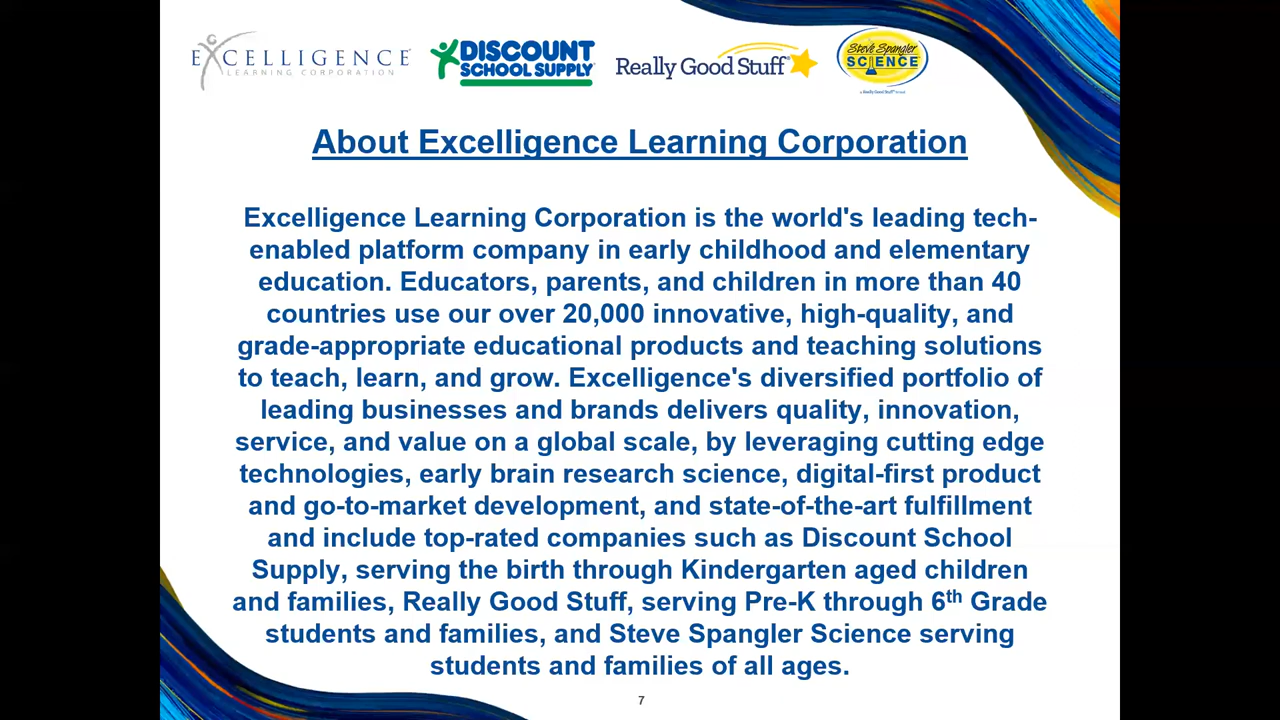 EXCELLIGENCE
LEARNING CORPORATION
DISCOUNT
SCHOOL SUPPLY
Really Good Stuff
Steve Spangler
SCIENCE
a Really Good Stuff brand
About Excelligence Learning Corporation
Excelligence Learning Corporation is the world's leading tech-
enabled platform company in early childhood and elementary
education. Educators, parents, and children in more than 40
countries use our over 20,000 innovative, high-quality, and
grade-appropriate educational products and teaching solutions
to teach, learn, and grow. Excelligence's diversified portfolio of
leading businesses and brands delivers quality, innovation,
service, and value on a global scale, by leveraging cutting edge
technologies, early brain research science, digital-first product
and go-to-market development, and state-of-the-art fulfillment
and include top-rated companies such as Discount School
Supply, serving the birth through Kindergarten aged children
and families, Really Good Stuff, serving Pre-K through 6th Grade
students and families, and Steve Spangler Science serving
students and families of all ages.
7